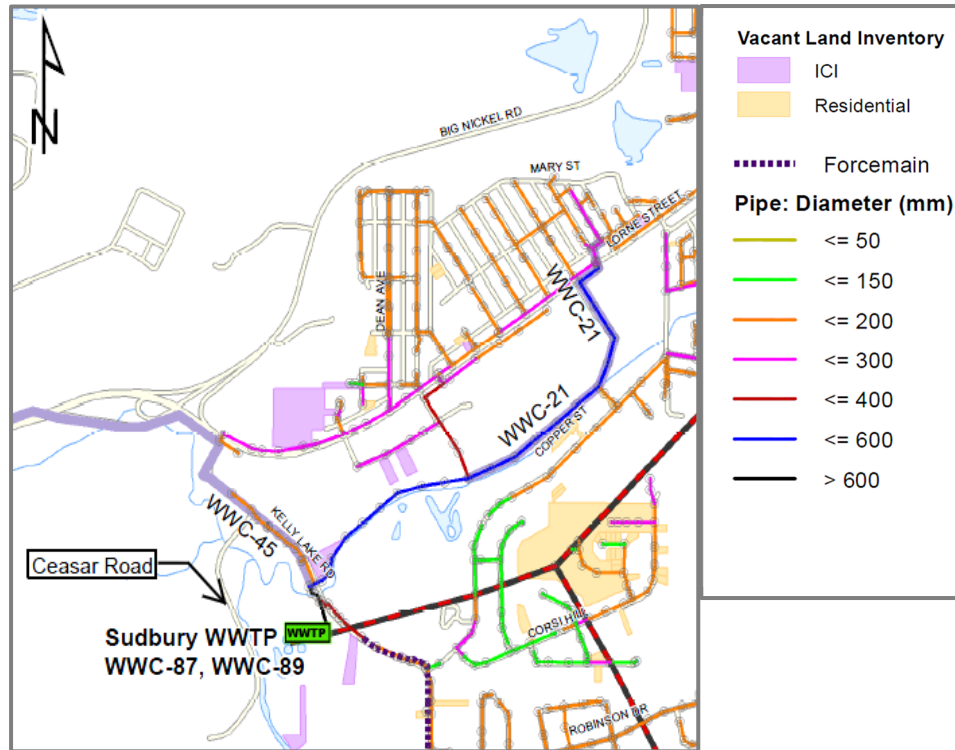 N
BIG NICKEL RD
MARY ST
LORNE STREET
DEAN AVE
WWC-21
WWC-21
COPPER ST
KELLY LAKE RD
WWC-45
Ceasar Road
WWTP
Sudbury WWTP
WWC-87, WWC-89
CORSI HILL
ROBINSON DR
Vacant Land Inventory
ICI
Residential
Forcemain
Pipe: Diameter (mm)
<= 50
<= 150
<= 200
<= 300
<= 400
<= 600
> 600